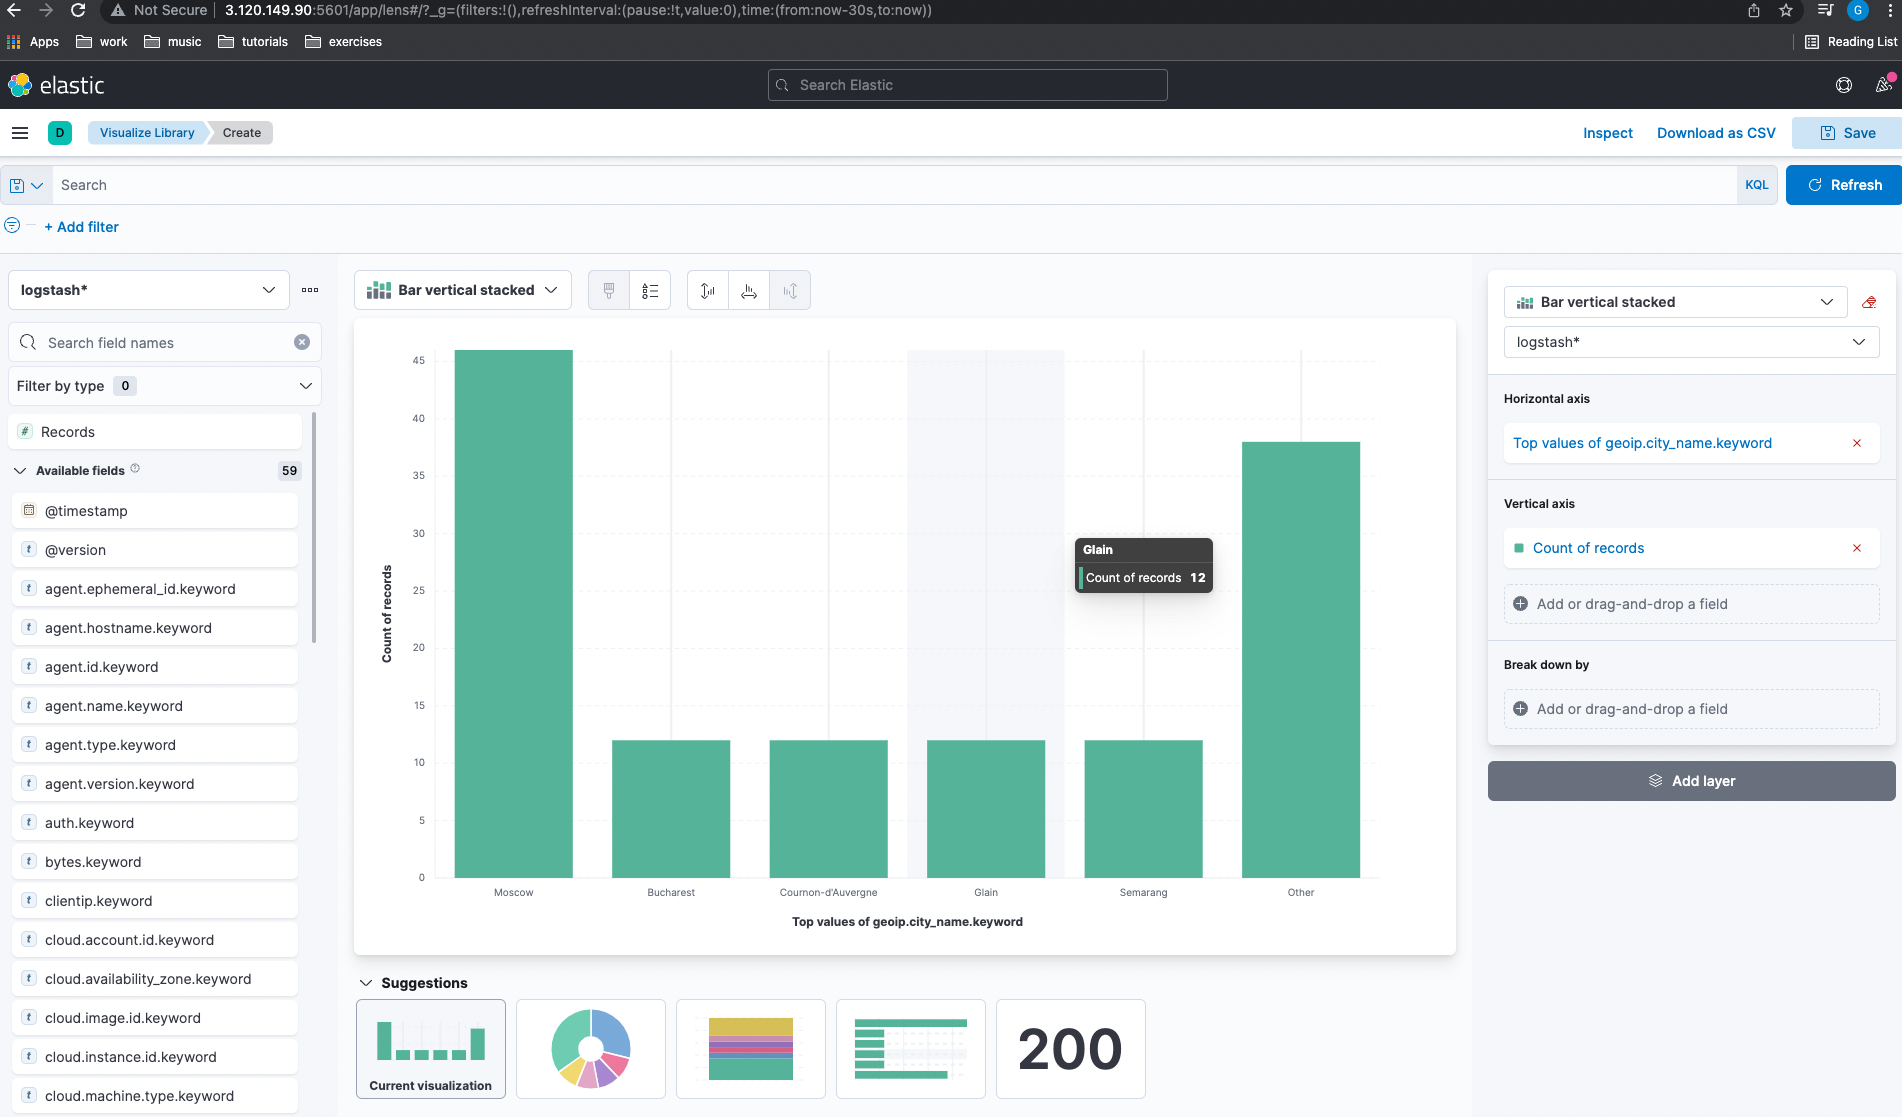 Not Secure | 3.120.149.90:5601/app/lens#/?_g=(filters:!(),refreshInterval:(pause:!t,value:0),time:(from:now-30s,to:now))
G
Apps work music tutorials exercises Reading List
elastic Search Elastic
D Visualize Library Create Inspect Download as CSV Save
Search KQL Refresh
+ Add filter
logstash*
Search field names
Filter by type 0
# Records
Available fields 59
@timestamp
t @version
t agent.ephemeral_id.keyword
t agent.hostname.keyword
t agent.id.keyword
t agent.name.keyword
t agent.type.keyword
t agent.version.keyword
t auth.keyword
t bytes.keyword
t clientip.keyword
t cloud.account.id.keyword
t cloud.availability_zone.keyword
t cloud.image.id.keyword
t cloud.instance.id.keyword
t cloud.machine.type.keyword
Bar vertical stacked
45
40
35
30
25
20
15
10
5
0
Count of records
Glain
Count of records 12
Moscow Bucharest Cournon-d'Auvergne Glain Semarang Other
Top values of geoip.city_name.keyword
Suggestions
Current visualization
200
Bar vertical stacked
logstash*
Horizontal axis
Top values of geoip.city_name.keyword
Vertical axis
Count of records
Add or drag-and-drop a field
Break down by
Add or drag-and-drop a field
Add layer